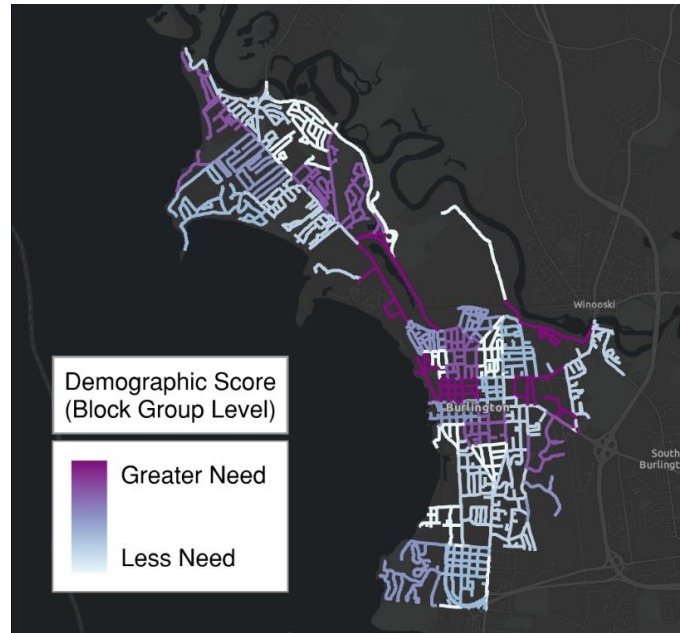 Winooski
Demographic Score
(Block Group Level)
Burlington
South
Burlingt
Greater Need
Less Need